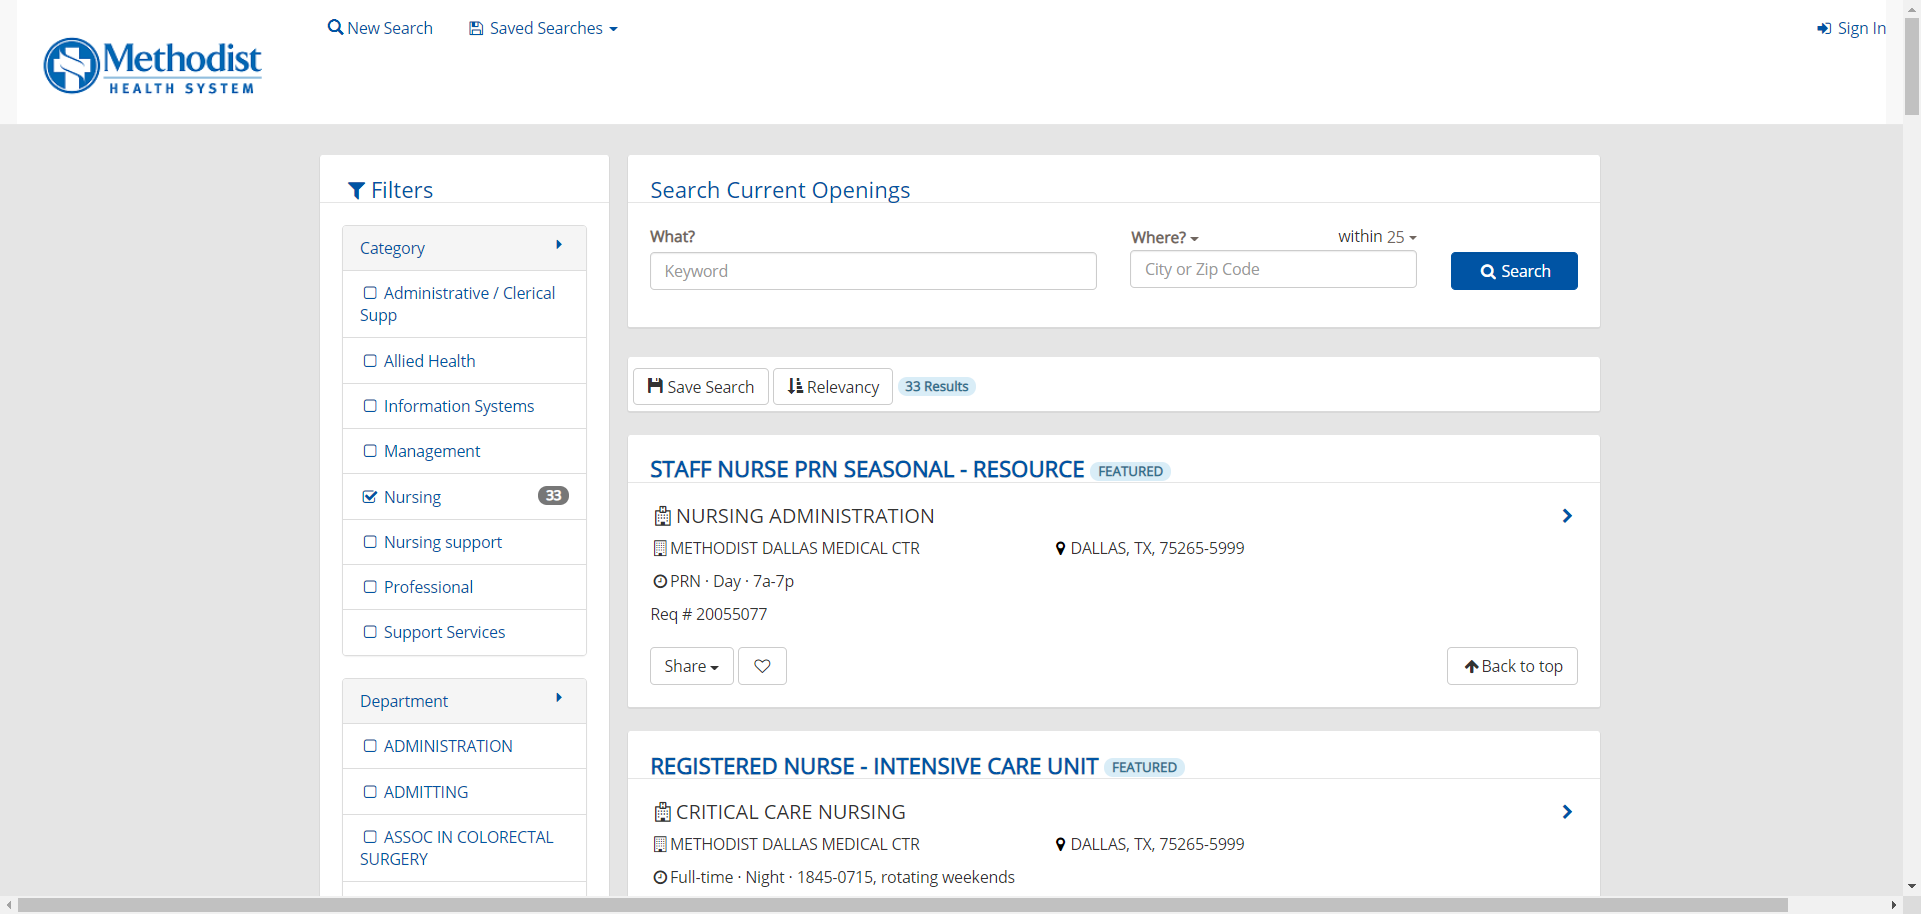 New Search
Saved Searches
Sign In
Methodist
HEALTH SYSTEM
Filters
Category
Administrative / Clerical
Supp
Allied Health
Information Systems
Management
Nursing 33
Nursing support
Professional
Support Services
Department
ADMINISTRATION
ADMITTING
ASSOC IN COLORECTAL
SURGERY
Search Current Openings
What?
Keyword
Where?
within 25
City or Zip Code
Search
Save Search
Relevancy
33 Results
STAFF NURSE PRN SEASONAL - RESOURCE FEATURED
NURSING ADMINISTRATION
METHODIST DALLAS MEDICAL CTR
DALLAS, TX, 75265-5999
PRN · Day · 7a-7p
Req # 20055077
Share
Back to top
REGISTERED NURSE - INTENSIVE CARE UNIT FEATURED
CRITICAL CARE NURSING
METHODIST DALLAS MEDICAL CTR
DALLAS, TX, 75265-5999
Full-time · Night · 1845-0715, rotating weekends